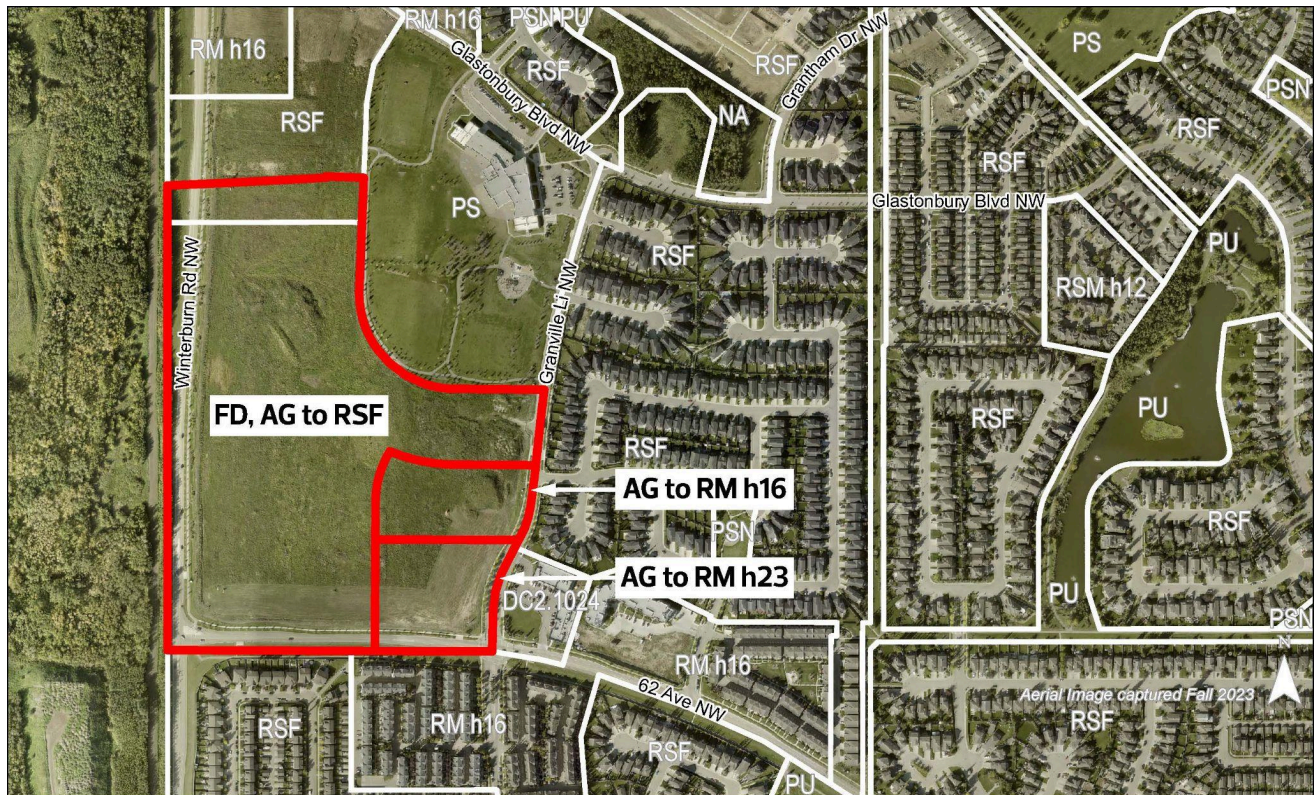 RM h16
PSN PU
RM h16
Glastonbury Blvd NW
RSF
RSF
Grantham Dr NW
PS
PSN
RSF
NA
RSF
RSF
PS
Glastonbury Blvd NW
Winterburn Rd NW
Granville Li NW
RSF
PU
RSM h12
FD, AG to RSF
RSF
RSF
PU
AG to RM h16
RSF
PSN
AG to RM h23
DC2.1024
PU
PSN
RM h16
N
62 Ave NW
Aerial Image captured Fall 2023
RSF
RM h16
RSF
RSF
PU